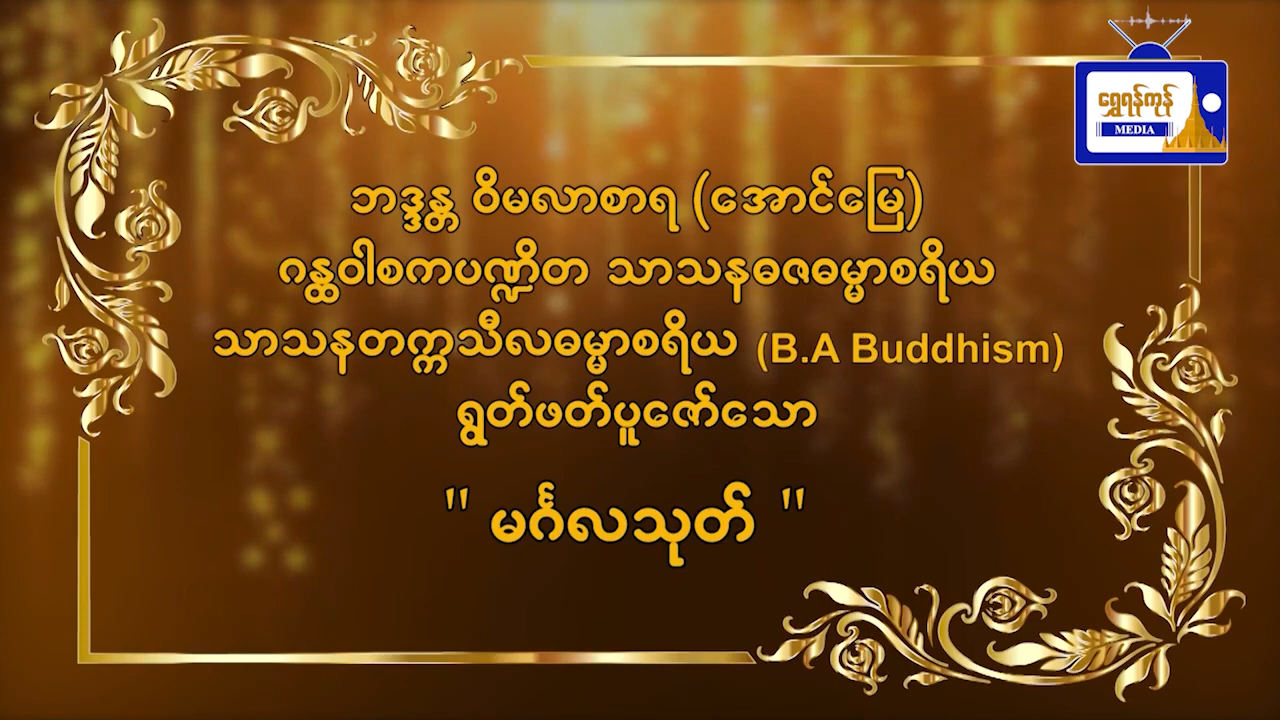 ရွှေရန်ကုန်
MEDIA
ဘဒ္ဒန္တ ဝိမလာစာရ (အောင်မြေ)
ဂန္ထဝါစကပဏ္ဍိတ သာသနဓဇဓမ္မာစရိယ
သာသနတက္ကသီလဓမ္မာစရိယ (B.A Buddhism)
ရွတ်ဖတ်ပူဇော်သော
" မင်္ဂလသုတ် "